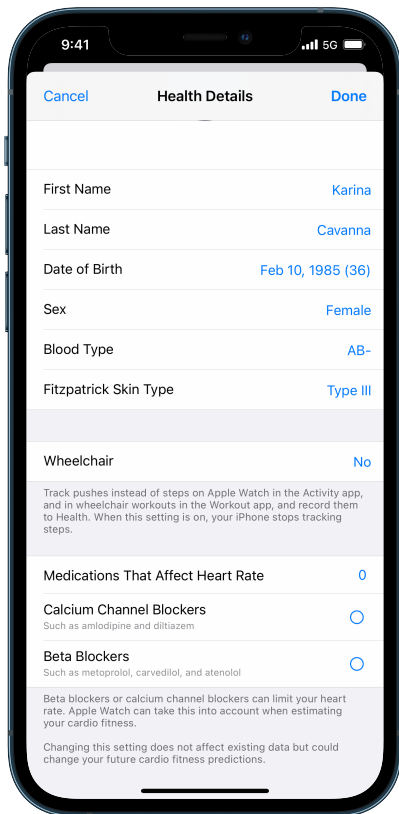 9:41 5G
Cancel Health Details Done
First Name Karina
Last Name Cavanna
Date of Birth Feb 10, 1985 (36)
Sex Female
Blood Type AB-
Fitzpatrick Skin Type Type III
Wheelchair No
Track pushes instead of steps on Apple Watch in the Activity app,
and in wheelchair workouts in the Workout app, and record them
to Health. When this setting is on, your iPhone stops tracking
steps.
Medications That Affect Heart Rate 0
Calcium Channel Blockers
Such as amlodipine and diltiazem
Beta Blockers
Such as metoprolol, carvedilol, and atenolol
Beta blockers or calcium channel blockers can limit your heart
rate. Apple Watch can take this into account when estimating
your cardio fitness.
Changing this setting does not affect existing data but could
change your future cardio fitness predictions.